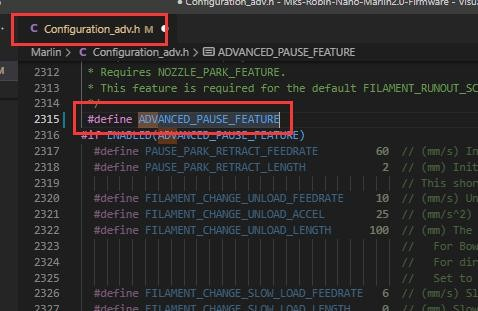 Configuration_adv.h - Mks-Robin-Nano-Marlin2.0-Firmware - Visu
C Configuration_adv.h M
Marlin > C Configuration_adv.h > ADVANCED_PAUSE_FEATURE
2312 * Requires NOZZLE_PARK_FEATURE.
2313 * This feature is required for the default FILAMENT_RUNOUT_SC
2314 */
2315 #define ADVANCED_PAUSE_FEATURE
2316 #if ENABLED(ADVANCED_PAUSE_FEATURE)
2317 #define PAUSE_PARK_RETRACT_FEEDRATE 60 // (mm/s) In
2318 #define PAUSE_PARK_RETRACT_LENGTH 2 // (mm) Init
2319 // This shor
2320 #define FILAMENT_CHANGE_UNLOAD_FEEDRATE 10 // (mm/s) Un
2321 #define FILAMENT_CHANGE_UNLOAD_ACCEL 25 // (mm/s^2)
2322 #define FILAMENT_CHANGE_UNLOAD_LENGTH 100 // (mm) The
2323 // For Bow
2324 // For dir
2325 // Set to
2326 #define FILAMENT_CHANGE_SLOW_LOAD_FEEDRATE 6 // (mm/s) Sl
2327 #define FILAMENT_CHANGE_SLOW_LOAD_LENGTH 0 // (mm) Slow